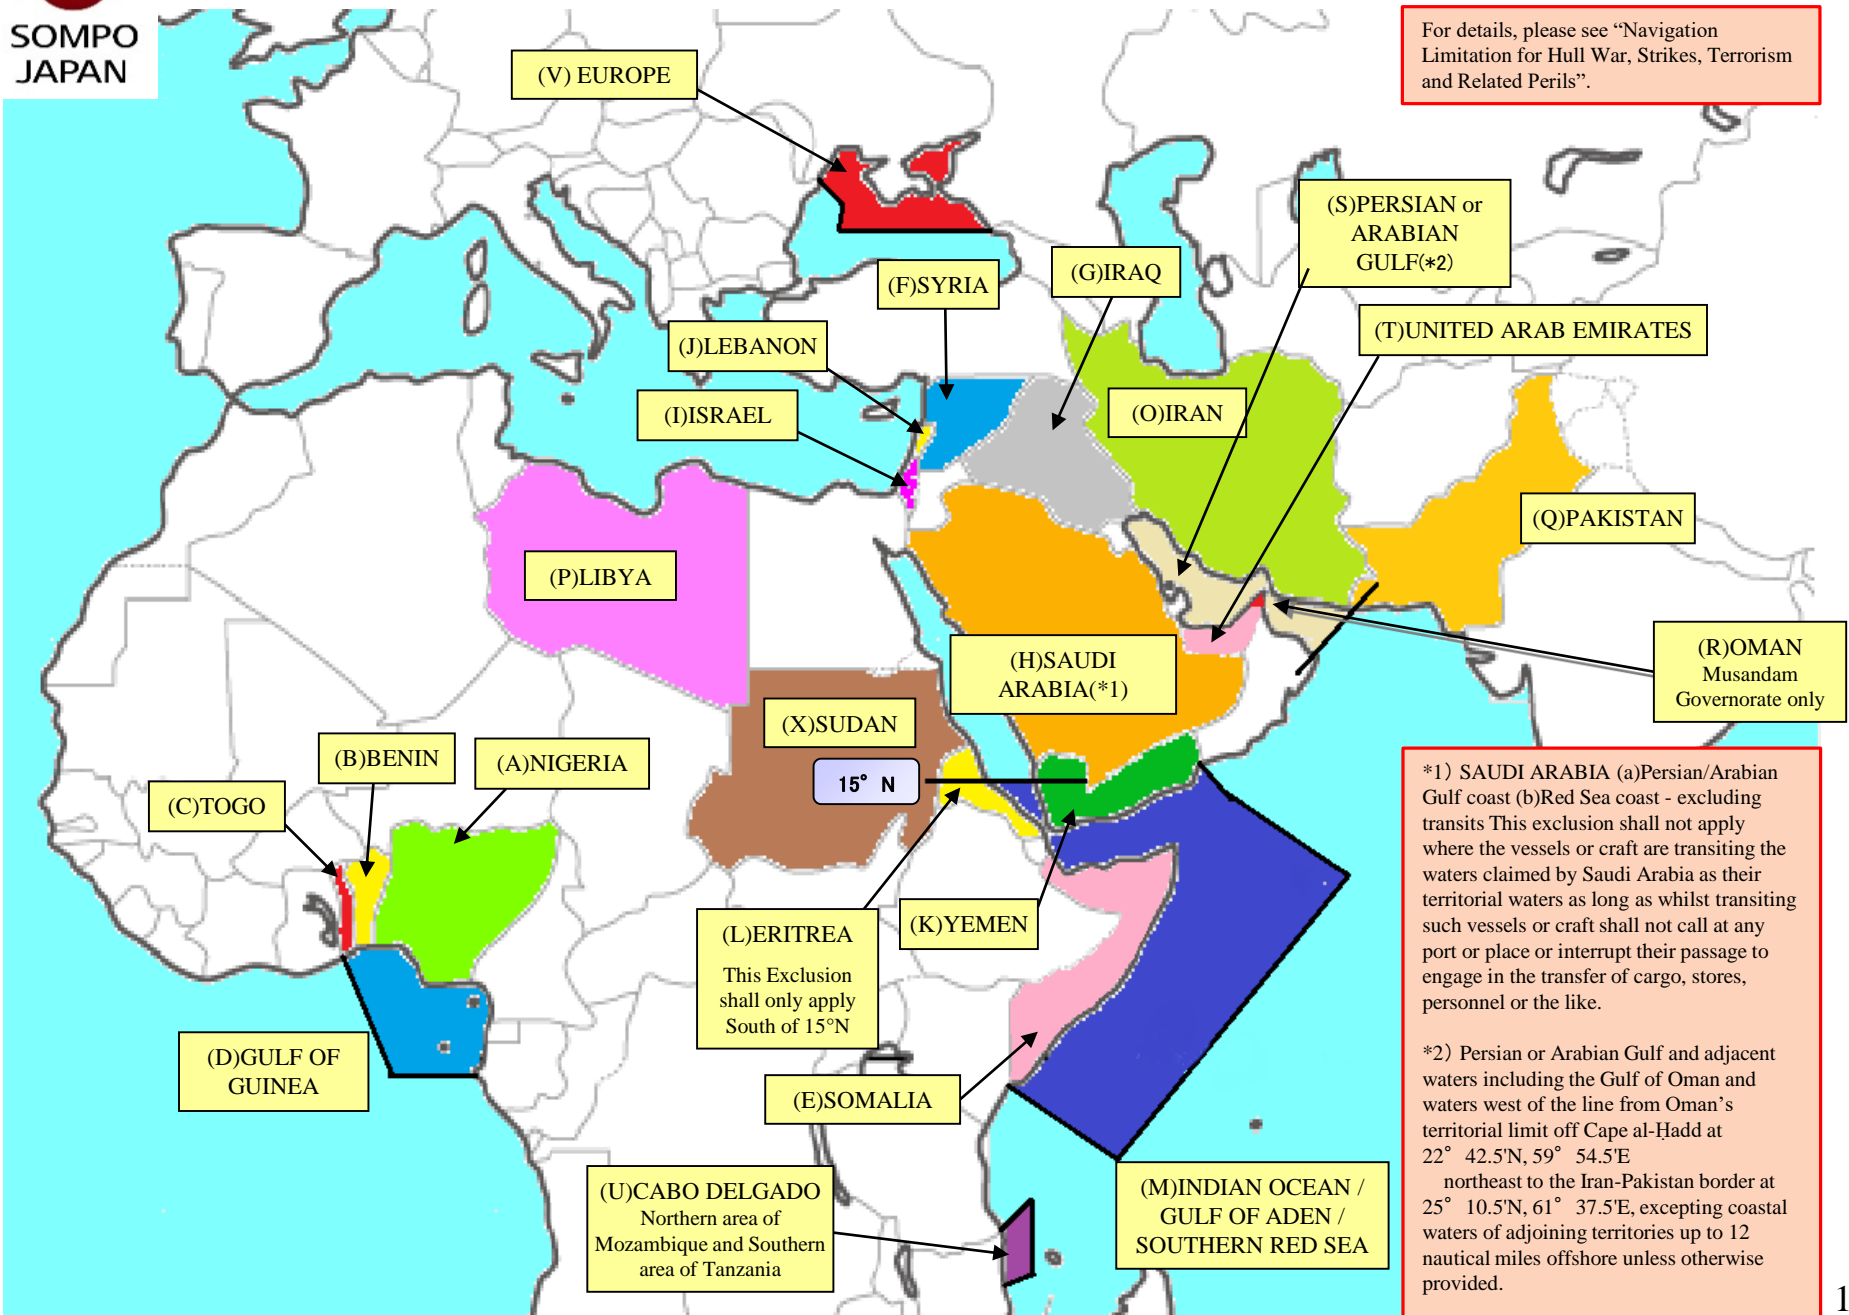 SOMPO
JAPAN
For details, please see “Navigation
Limitation for Hull War, Strikes, Terrorism
and Related Perils”.
(V) EUROPE
(S)PERSIAN or
ARABIAN
GULF(*2)
(G)IRAQ
(F)SYRIA
(T)UNITED ARAB EMIRATES
(J)LEBANON
(I)ISRAEL
(O)IRAN
(Q)PAKISTAN
(P)LIBYA
(H)SAUDI
ARABIA(*1)
(R)OMAN
Musandam
Governorate only
(X)SUDAN
(B)BENIN
(A)NIGERIA
15° N
(C)TOGO
*1) SAUDI ARABIA (a)Persian/Arabian
Gulf coast (b)Red Sea coast - excluding
transits This exclusion shall not apply
where the vessels or craft are transiting the
waters claimed by Saudi Arabia as their
territorial waters as long as whilst transiting
such vessels or craft shall not call at any
port or place or interrupt their passage to
engage in the transfer of cargo, stores,
personnel or the like.
(L)ERITREA
This Exclusion
shall only apply
South of 15°N
(K)YEMEN
(D)GULF OF
GUINEA
(E)SOMALIA
*2) Persian or Arabian Gulf and adjacent
waters including the Gulf of Oman and
waters west of the line from Oman’s
territorial limit off Cape al-Ḥadd at
22° 42.5'N, 59° 54.5'E
northeast to the Iran-Pakistan border at
25° 10.5'N, 61° 37.5'E, excepting coastal
waters of adjoining territories up to 12
nautical miles offshore unless otherwise
provided.
(U)CABO DELGADO
Northern area of
Mozambique and Southern
area of Tanzania
(M)INDIAN OCEAN /
GULF OF ADEN /
SOUTHERN RED SEA
1